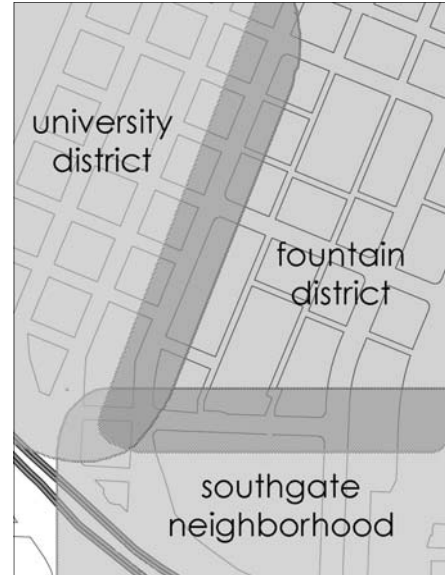 university
district
fountain
district
southgate
neighborhood